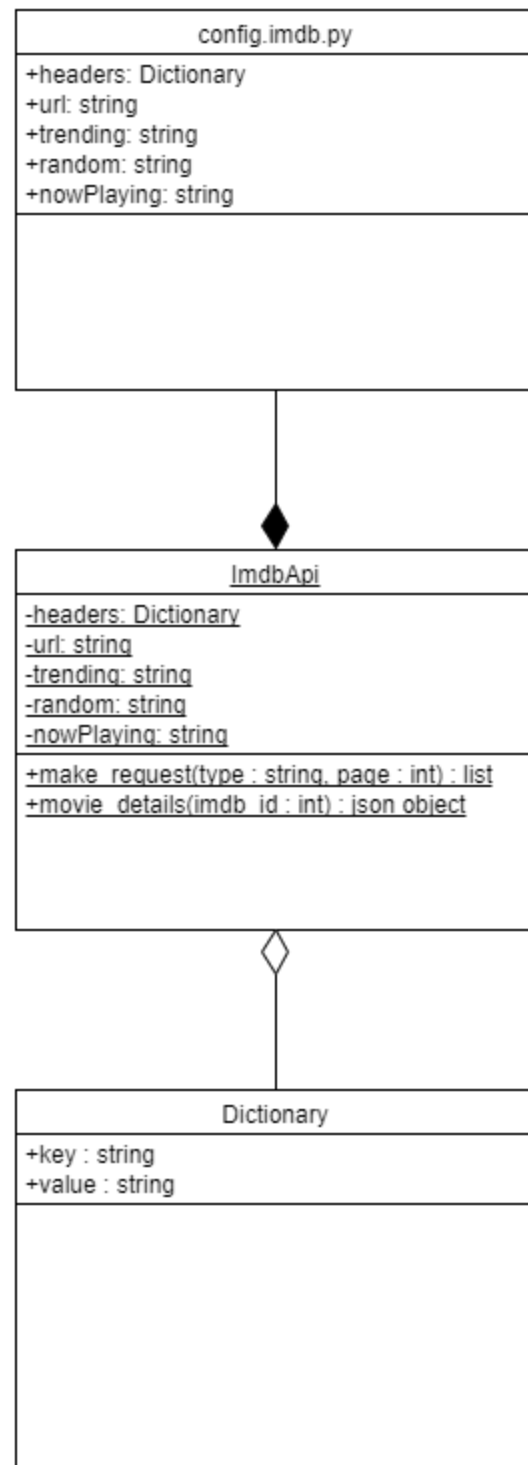 config.imdb.py
+headers: Dictionary
+url: string
+trending: string
+random: string
+nowPlaying: string
ImdbApi
-headers: Dictionary
-url: string
-trending: string
-random: string
-nowPlaying: string
+make_request(type : string, page : int) : list
+movie_details(imdb_id : int) : json object
Dictionary
+key : string
+value : string